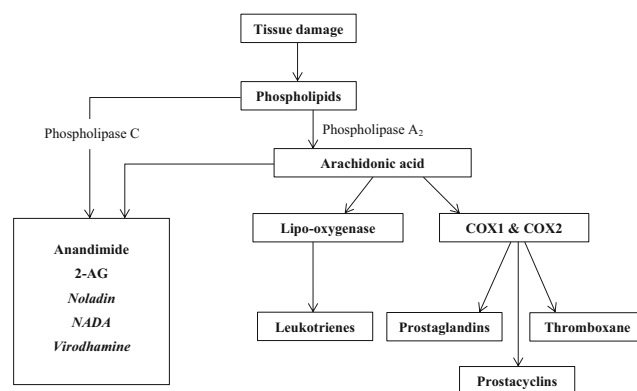 Tissue damage
Phospholipids
Phospholipase C
Phospholipase A₂
Arachidonic acid
Lipo-oxygenase
COX1 & COX2
Anandimide
2-AG
Noladin
NADA
Virodhamine
Leukotrienes
Prostaglandins
Thromboxane
Prostacyclins